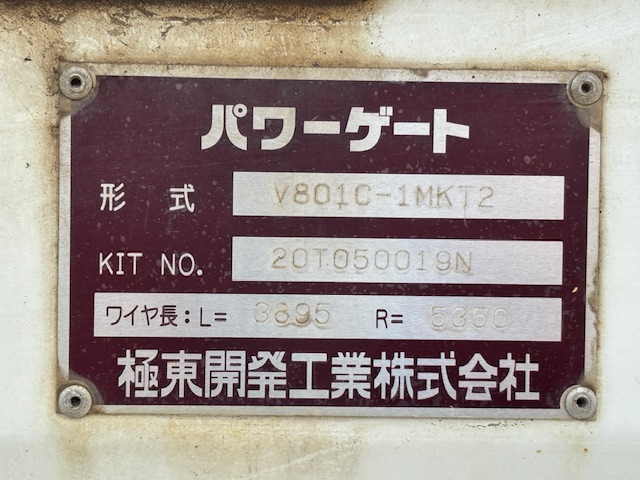 パワーゲート
形式 V801C-1MKT2
KIT NO. 20T050019N
ワイヤ長:L= 3895 R= 5350
極東開発工業株式会社